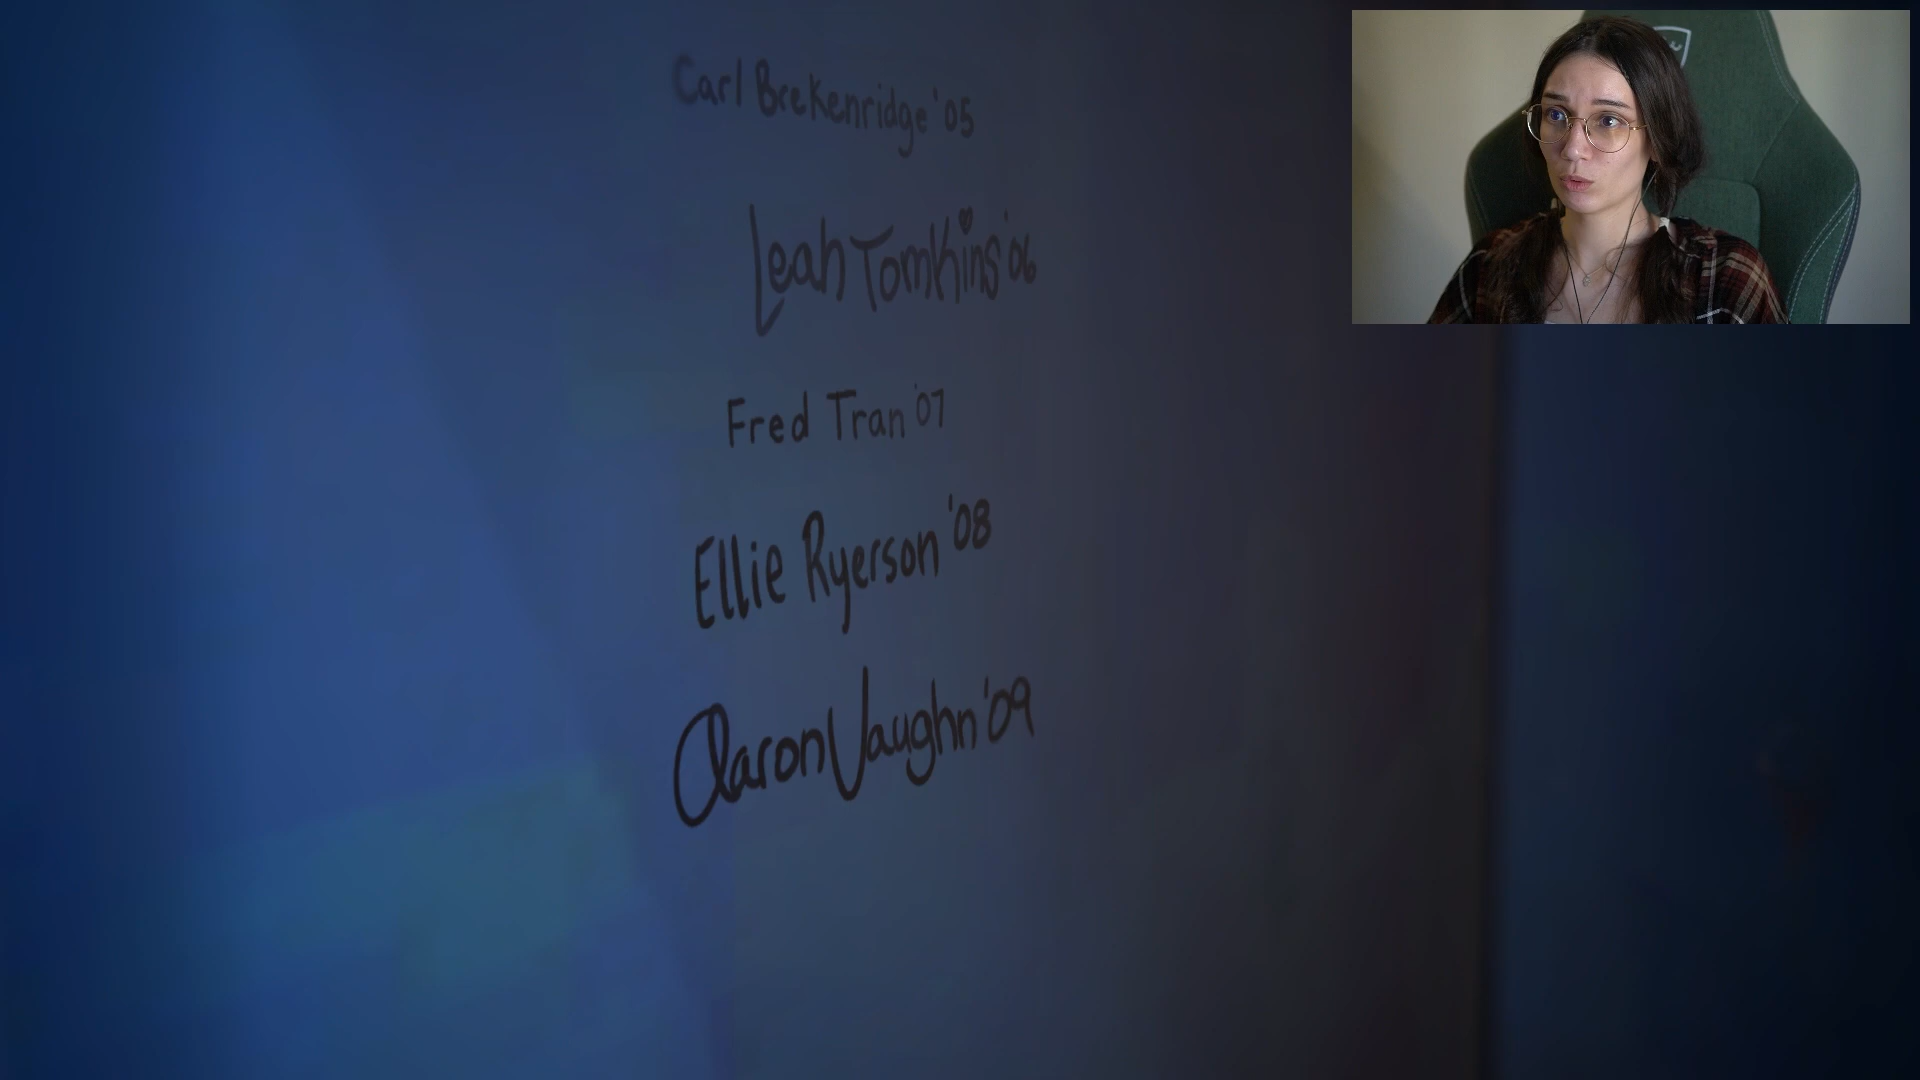 Carl Brekenridge '05
Leah Tomkins '06
Fred Tran '07
Ellie Ryerson '08
Aaron Vaughn '09